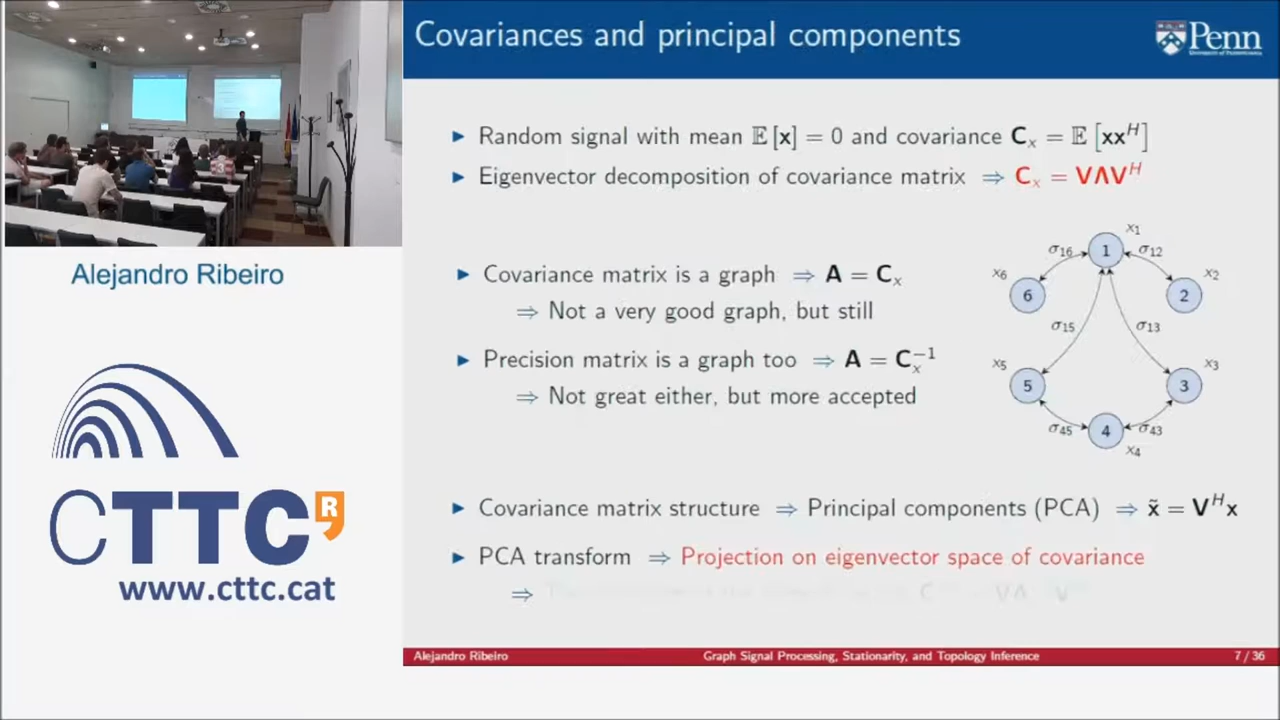 Covariances and principal components
Penn
▶ Random signal with mean 𝔼[x] = 0 and covariance Cₓ = 𝔼[xxᴴ]
▶ Eigenvector decomposition of covariance matrix ⇒ Cₓ = VΛVᴴ
▶ Covariance matrix is a graph ⇒ A = Cₓ
⇒ Not a very good graph, but still
▶ Precision matrix is a graph too ⇒ A = Cₓ⁻¹
⇒ Not great either, but more accepted
x₁
σ₁₆ 1 σ₁₂
x₆ x₂
6 2
σ₁₅ σ₁₃
x₅ x₃
5 3
σ₄₅ 4 σ₄₃
x₄
▶ Covariance matrix structure ⇒ Principal components (PCA) ⇒ x̃ = Vᴴx
▶ PCA transform ⇒ Projection on eigenvector space of covariance
⇒
Alejandro Ribeiro Graph Signal Processing, Stationarity, and Topology Inference 7 / 36
Alejandro Ribeiro
CTTC R
www.cttc.cat